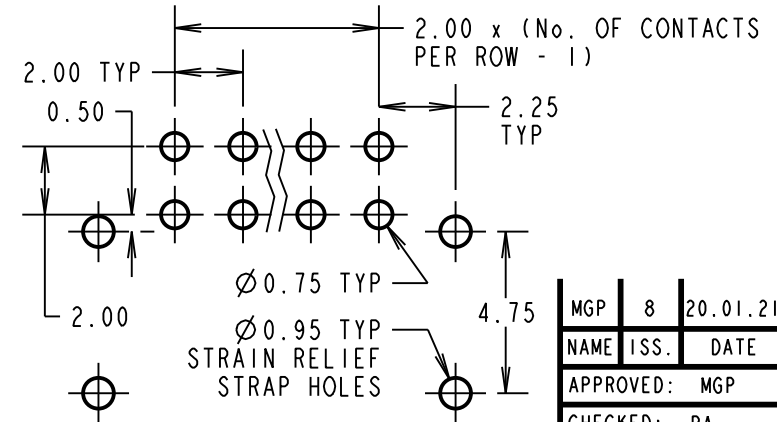 2.00 x (No. OF CONTACTS
PER ROW - 1)
2.00 TYP
0.50
2.25
TYP
Ø0.75 TYP
2.00
4.75
Ø0.95 TYP
STRAIN RELIEF
STRAP HOLES
MGP 8 20.01.21
NAME ISS. DATE
APPROVED: MGP
CHECKED: RA